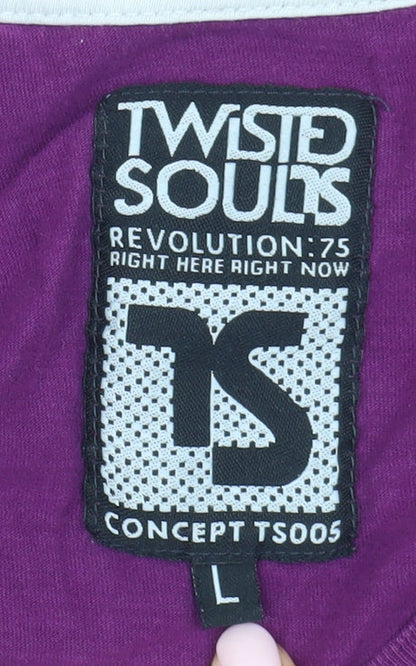 TWISTED
SOULS
REVOLUTION:75
RIGHT HERE RIGHT NOW
TS
CONCEPT TS005
L